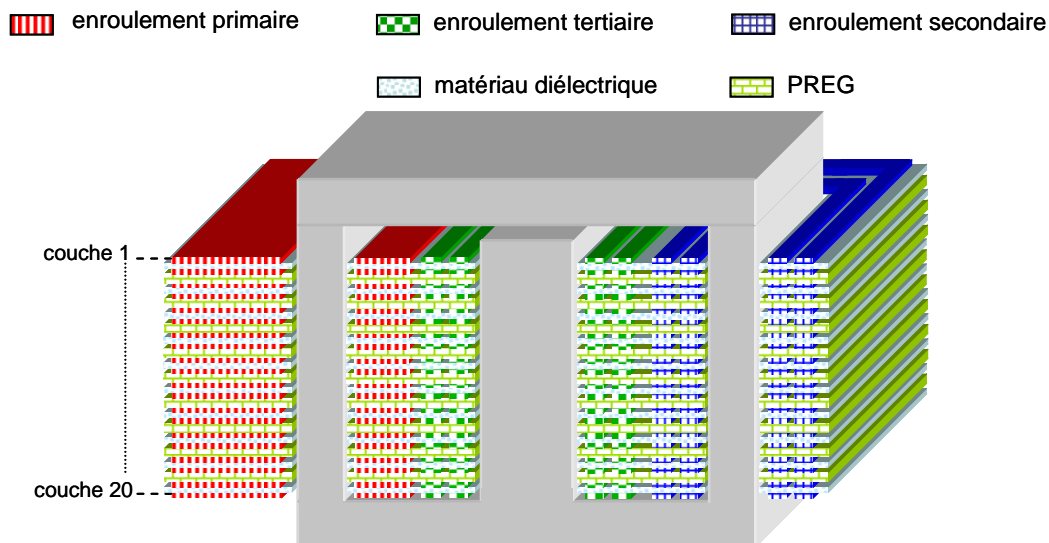 enroulement primaire
enroulement tertiaire
enroulement secondaire
matériau diélectrique
PREG
couche 1
couche 20